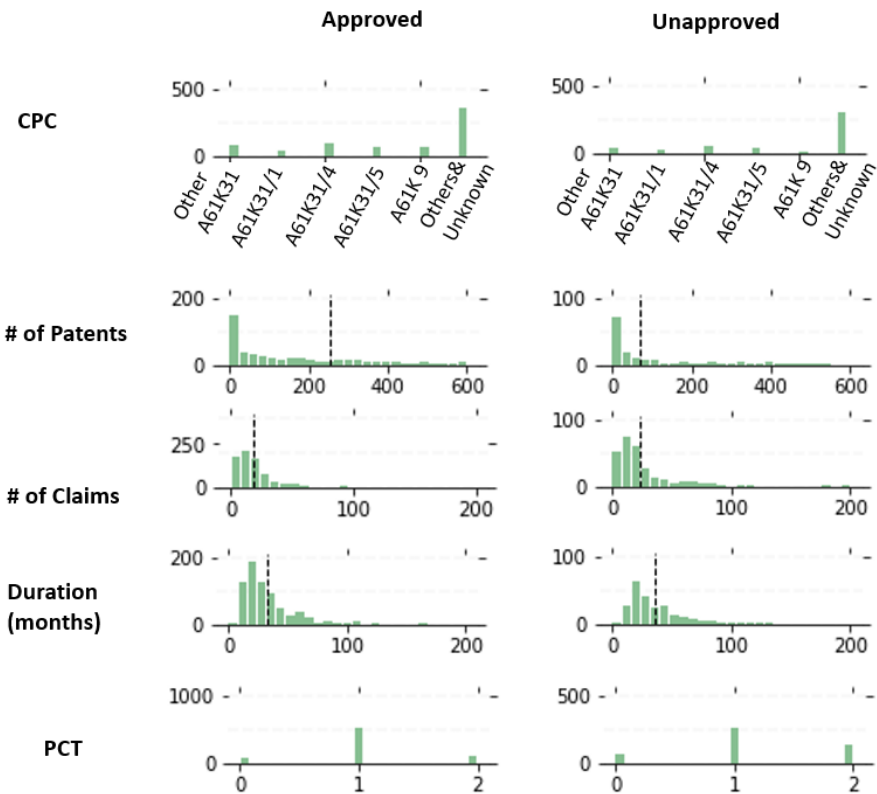 Approved Unapproved
CPC
500 500
0 0
Other A61K31 A61K31/1 A61K31/4 A61K31/5 A61K 9 Others& Unknown Other A61K31 A61K31/1 A61K31/4 A61K31/5 A61K 9 Others& Unknown
# of Patents
200 100
0 0
0 200 400 600 0 200 400 600
# of Claims
250 100
0 0
0 100 200 0 100 200
Duration
(months)
200 100
0 0
0 100 200 0 100 200
PCT
1000 500
0 0
0 1 2 0 1 2